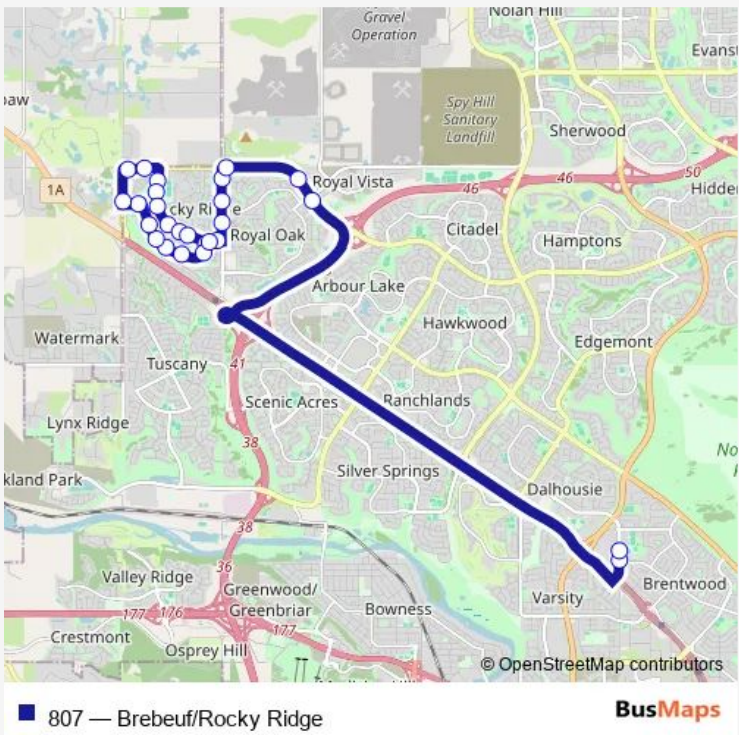 Gravel
Operation
Nolan Hill
Evanst
Spy Hill
Sanitary
Landfill
Sherwood
50
1A
Royal Vista
46
46
Hidde
cky Ridge
Royal Oak
Citadel
Hamptons
Arbour Lake
Hawkwood
Edgemont
Watermark
Tuscany
41
Scenic Acres
Ranchlands
Lynx Ridge
38
No
Silver Springs
kland Park
Dalhousie
38
36
Valley Ridge
Greenwood/
Greenbriar
Varsity
Brentwood
177
176
177
Bowness
Crestmont
Osprey Hill
© OpenStreetMap contributors
807 — Brebeuf/Rocky Ridge
BusMaps